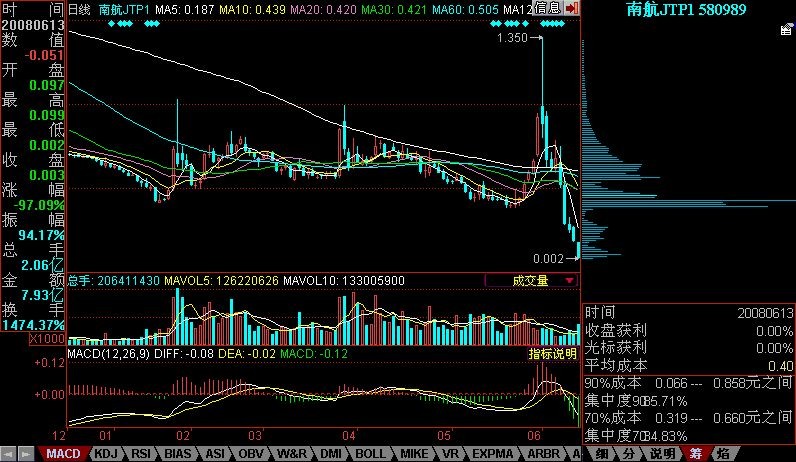 时间
20080613
数值
-0.051
开盘
0.097
最高
0.099
最低
0.002
收盘
0.003
涨幅
-97.09%
振幅
94.17%
总手
2.06亿
金额
7.93亿
换手
1474.37%
日线 南航JTP1 MA5: 0.187 MA10: 0.439 MA20: 0.420 MA30: 0.421 MA60: 0.505 MA12 信息
1.350
0.002
总手: 206411430 MAVOL5: 126220626 MAVOL10: 133005900 成交量
X1000
MACD(12,26,9) DIFF: -0.08 DEA: -0.02 MACD: -0.12 指标说明
+0.12
+0.00
12 01 02 03 04 05 06
MACD KDJ RSI BIAS ASI OBV W&R DMI BOLL MIKE VR EXPMA ARBR A
南航JTP1 580989
时间 20080613
收盘获利 0.00%
光标获利 0.00%
平均成本 0.40
90%成本 0.066 --- 0.858元之间
集中度9085.71%
70%成本 0.319 --- 0.660元之间
集中度7034.83%
细 分 说明 筹 焰